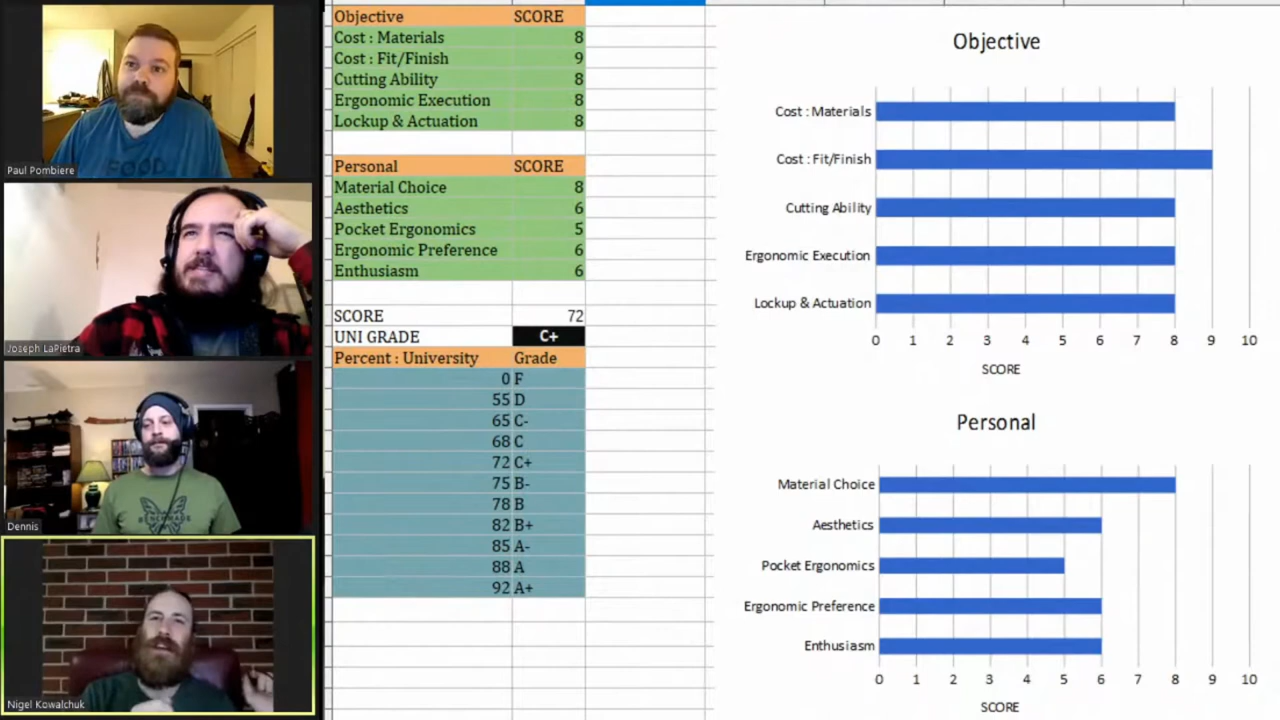 Paul Pombiere
FOOD
Joseph LaPietra
Dennis
BENCHMADE
Nigel Kowalchuk
Objective SCORE
Cost : Materials 8
Cost : Fit/Finish 9
Cutting Ability 8
Ergonomic Execution 8
Lockup & Actuation 8
Personal SCORE
Material Choice 8
Aesthetics 6
Pocket Ergonomics 5
Ergonomic Preference 6
Enthusiasm 6
SCORE 72
UNI GRADE C+
Percent : University Grade
0 F
55 D
65 C-
68 C
72 C+
75 B-
78 B
82 B+
85 A-
88 A
92 A+
Objective
Cost : Materials
Cost : Fit/Finish
Cutting Ability
Ergonomic Execution
Lockup & Actuation
0 1 2 3 4 5 6 7 8 9 10
SCORE
Personal
Material Choice
Aesthetics
Pocket Ergonomics
Ergonomic Preference
Enthusiasm
0 1 2 3 4 5 6 7 8 9 10
SCORE